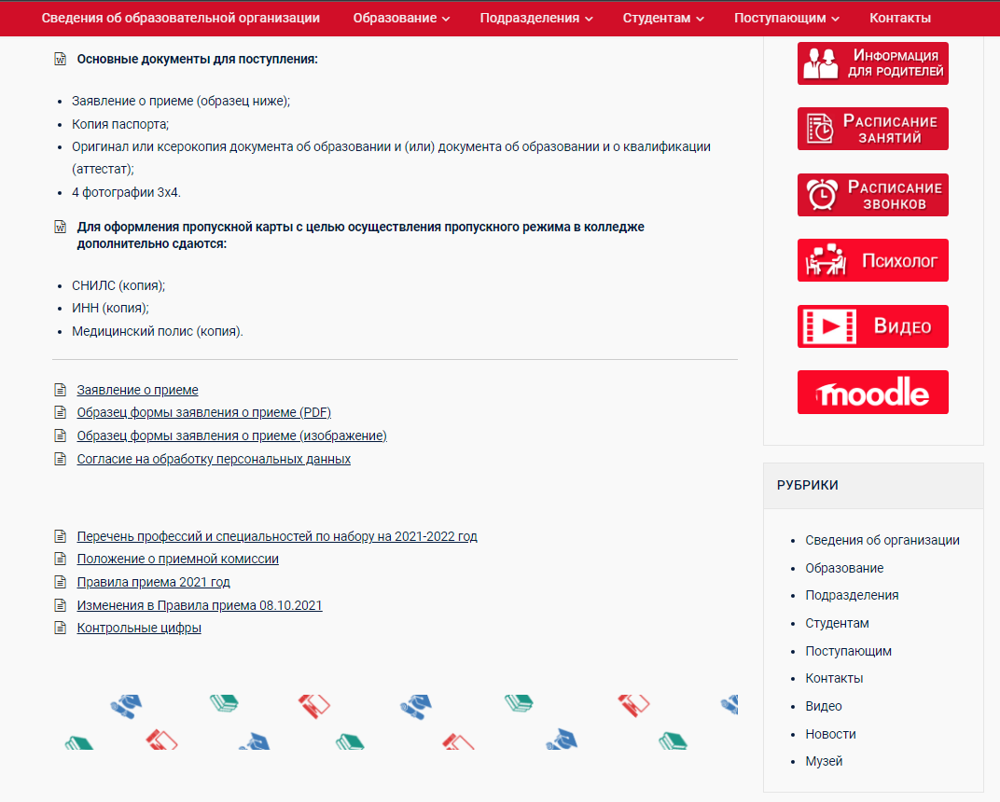 Сведения об образовательной организации Образование Подразделения Студентам Поступающим Контакты
Основные документы для поступления:
Заявление о приеме (образец ниже);
Копия паспорта;
Оригинал или ксерокопия документа об образовании и (или) документа об образовании и о квалификации
(аттестат);
4 фотографии 3х4.
Для оформления пропускной карты с целью осуществления пропускного режима в колледже
дополнительно сдаются:
СНИЛС (копия);
ИНН (копия);
Медицинский полис (копия).
Заявление о приеме
Образец формы заявления о приеме (PDF)
Образец формы заявления о приеме (изображение)
Согласие на обработку персональных данных
Перечень профессий и специальностей по набору на 2021-2022 год
Положение о приемной комиссии
Правила приема 2021 год
Изменения в Правила приема 08.10.2021
Контрольные цифры
Информация
для родителей
Расписание
занятий
Расписание
звонков
Психолог
Видео
moodle
РУБРИКИ
Сведения об организации
Образование
Подразделения
Студентам
Поступающим
Контакты
Видео
Новости
Музей